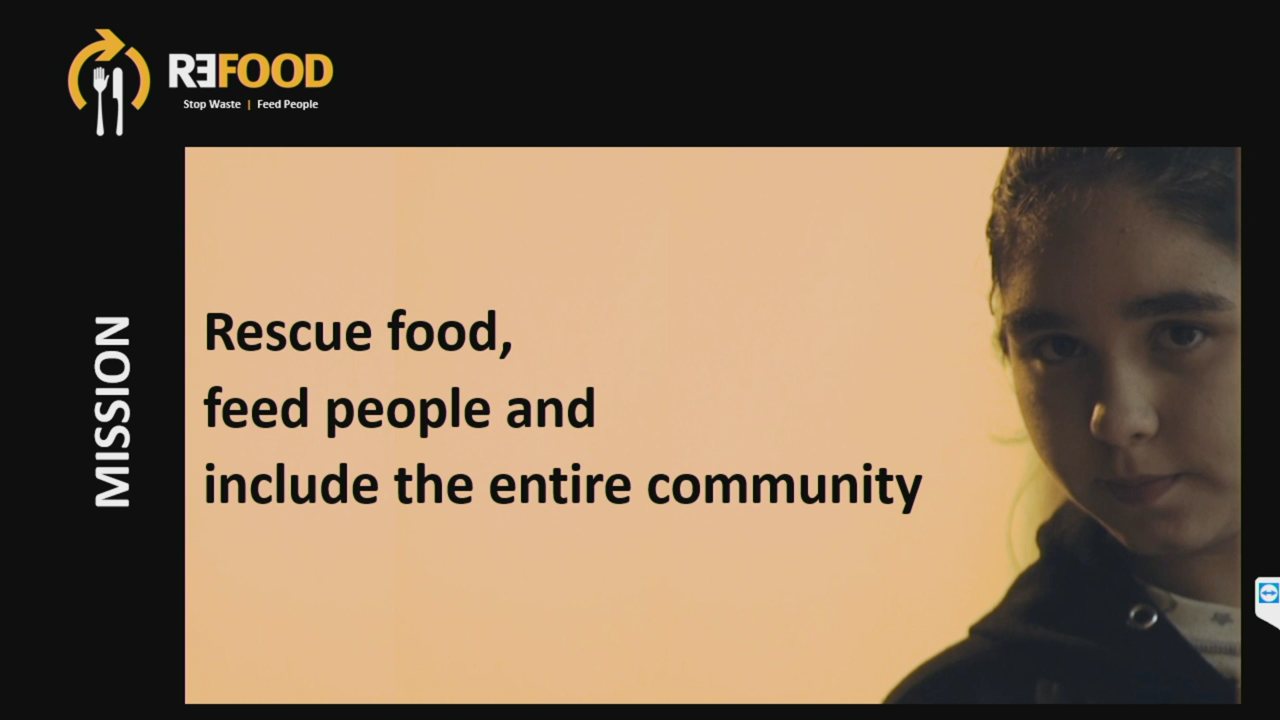 REFOOD
Stop Waste | Feed People
MISSION
Rescue food,
feed people and
include the entire community